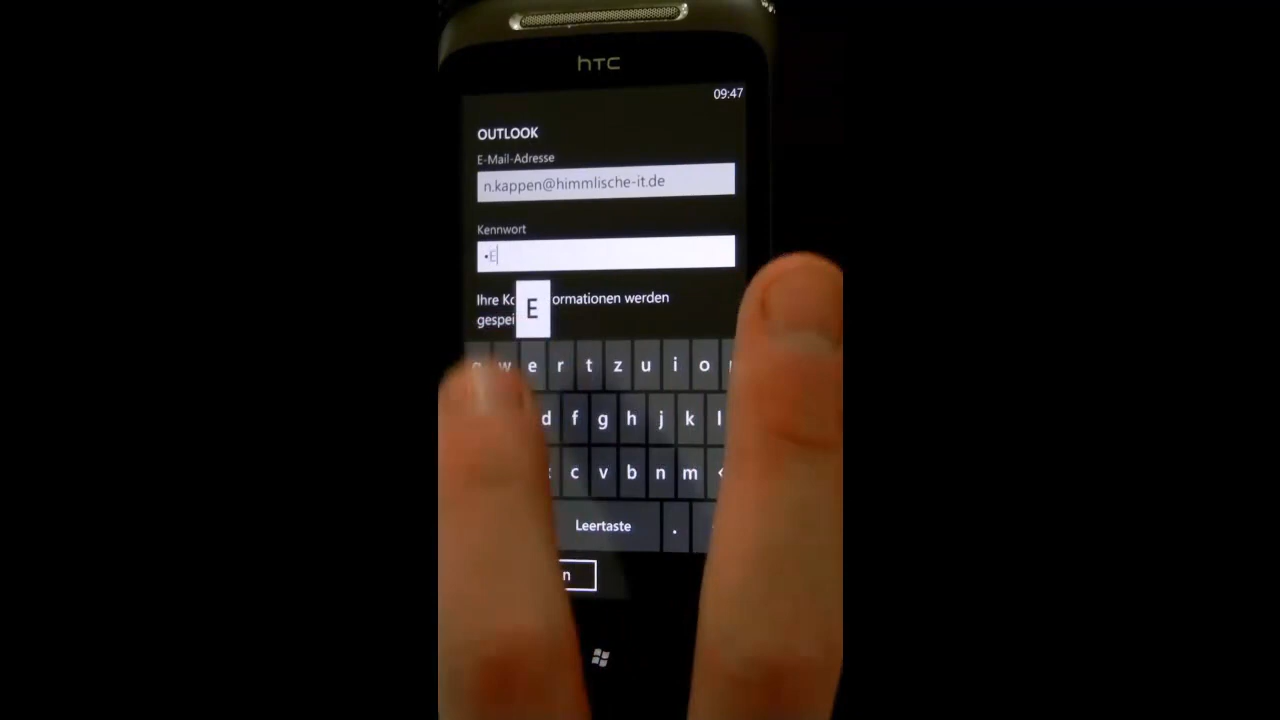 hTC
09:47
OUTLOOK
E-Mail-Adresse
n.kappen@himmlische-it.de
Kennwort
•E
Ihre Ko E ormationen werden
gespei
q w e r t z u i o
d f g h j k l
c v b n m
Leertaste .
n